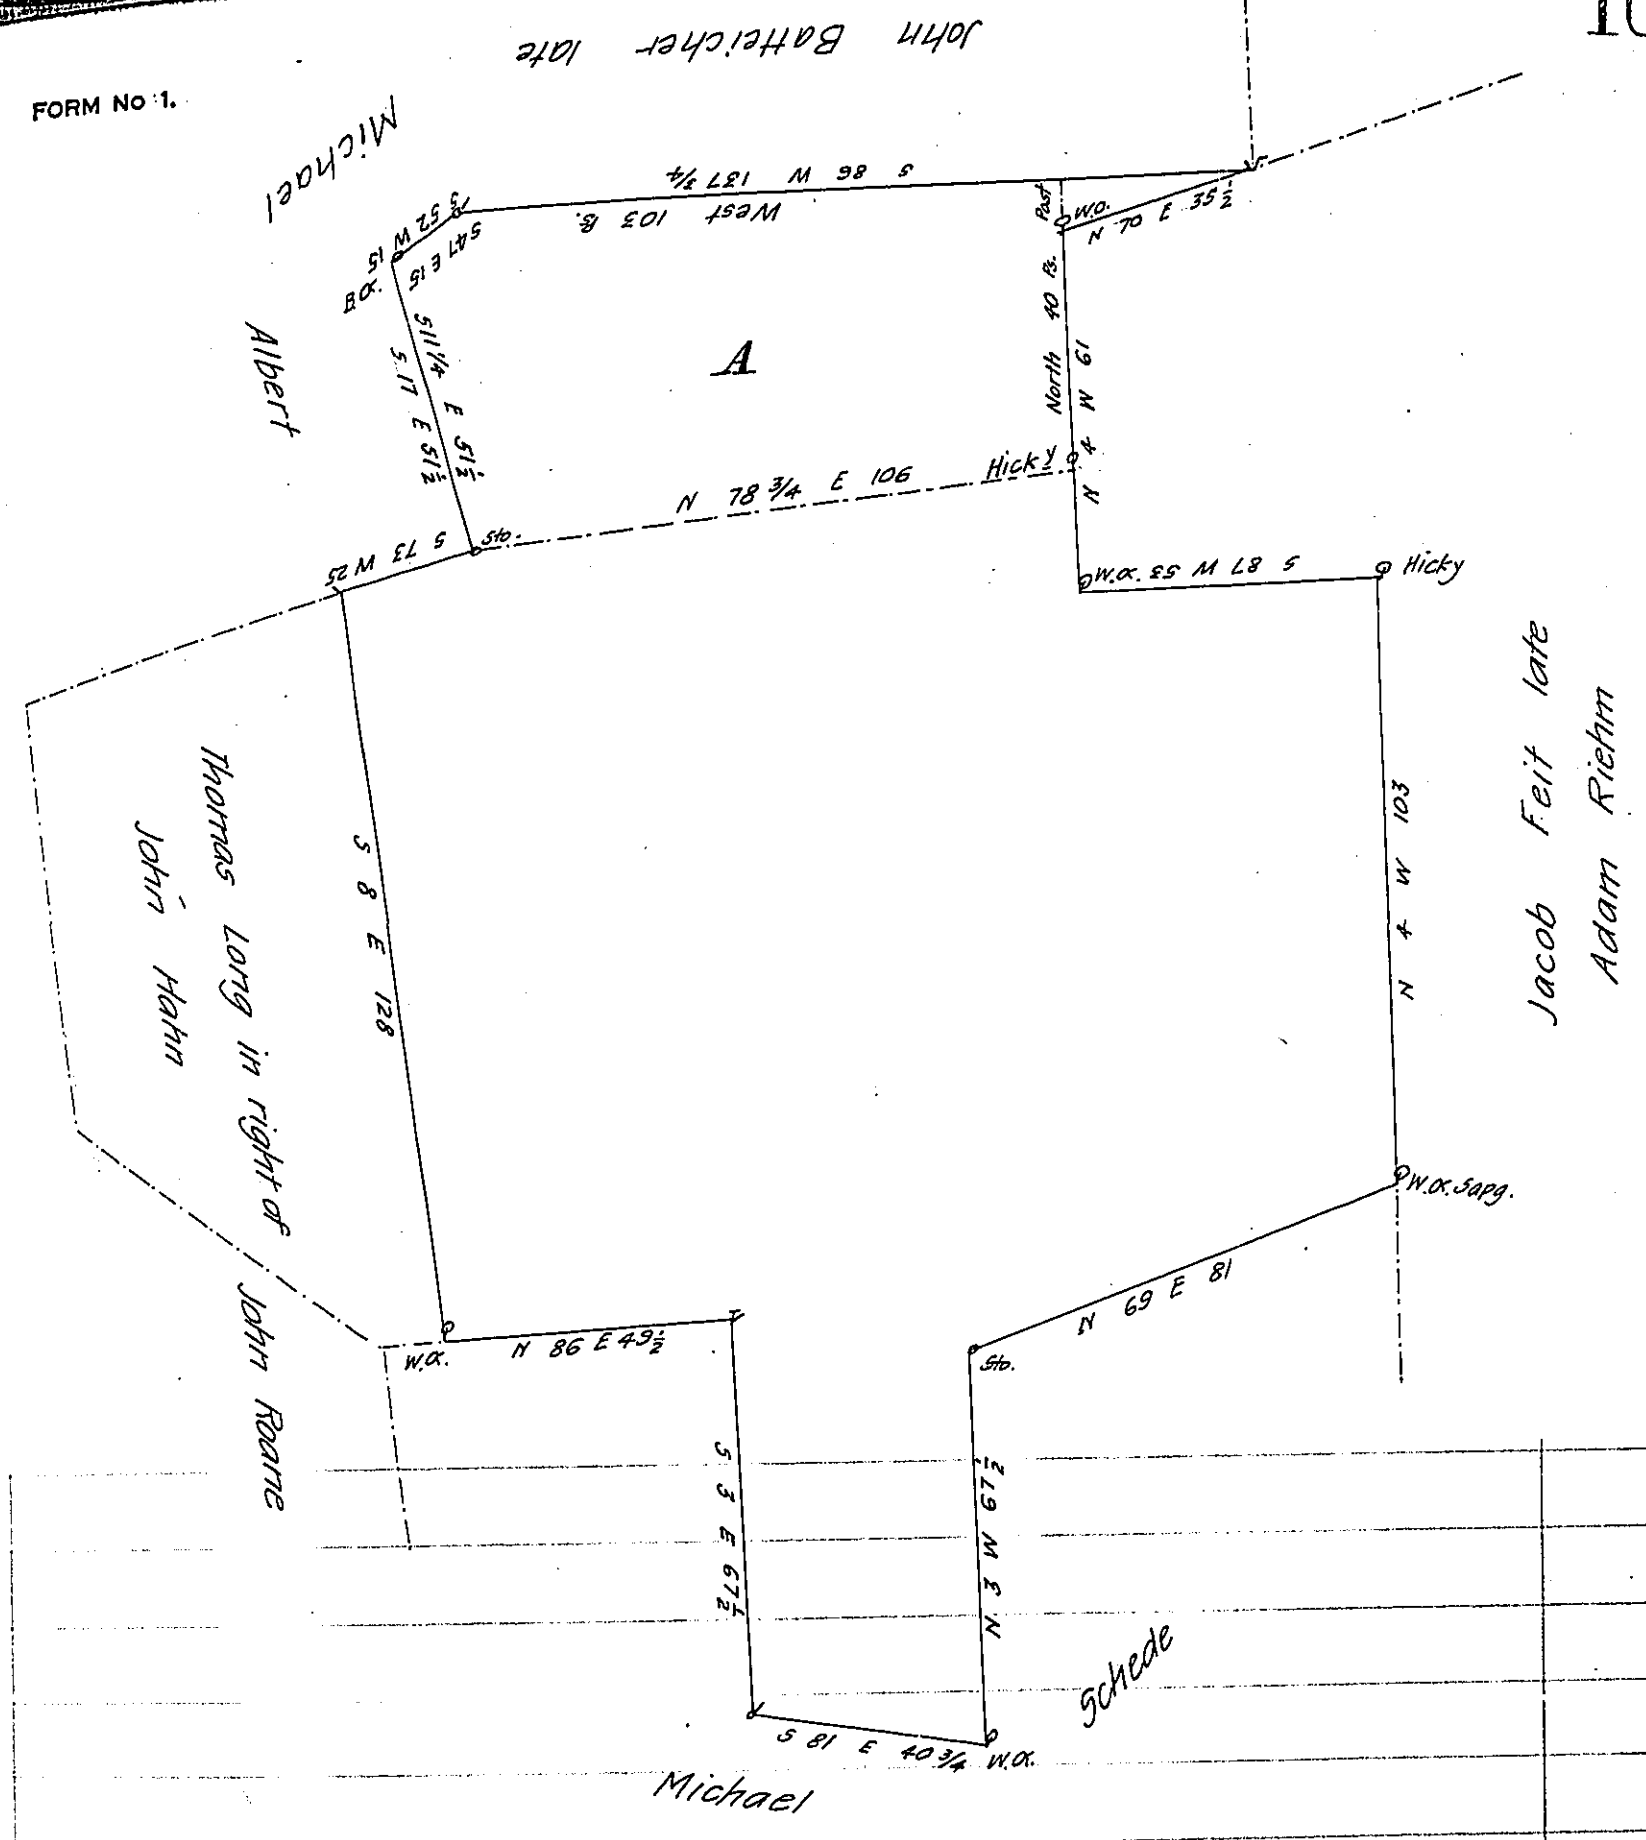 FORM No 1.
John Batteicher late
Michael
Albert
S 86 W 137 3/4
West 103 Ps.
S 52 W 15
S 47 E 15
B.O.
S 11 1/4 E 51 1/2
S. 17 E 51 1/2
A
Post
W.O.
N 70 E 35 1/2
North 40 Ps.
N 4 W 61
Hicky
N 78 3/4 E 106
Sto.
S 73 W 25
W.O.
S 87 W 53
Hicky
Jacob Feit late
Adam Riehm
N 4 W 103
S 8 E 128
Thomas Long in right of
John Hahn
John Roane
W.O. Sapg.
N 69 E 81
Sto.
W.O.
N 86 E 49 1/2
S 3 E 67 1/2
N 3 W 67 1/2
S 81 E 40 3/4
W.O.
Michael
Schede